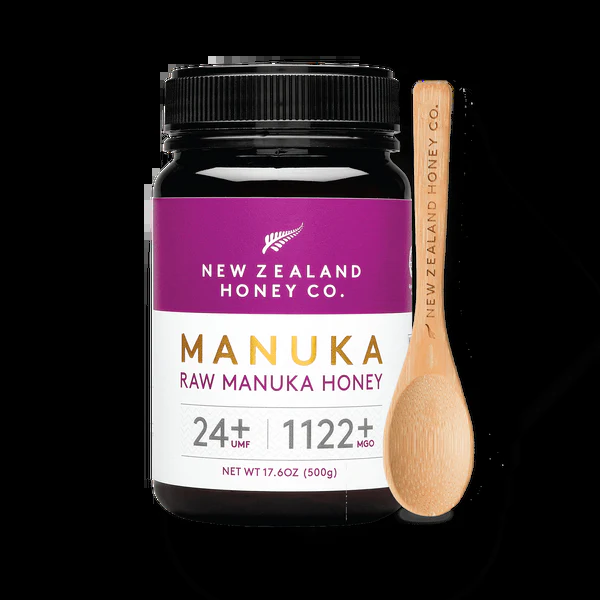 NEW ZEALAND
HONEY CO.
MANUKA
RAW MANUKA HONEY
24+ UMF
1122+ MGO
NET WT 17.6OZ (500g)
NEW ZEALAND HONEY CO.